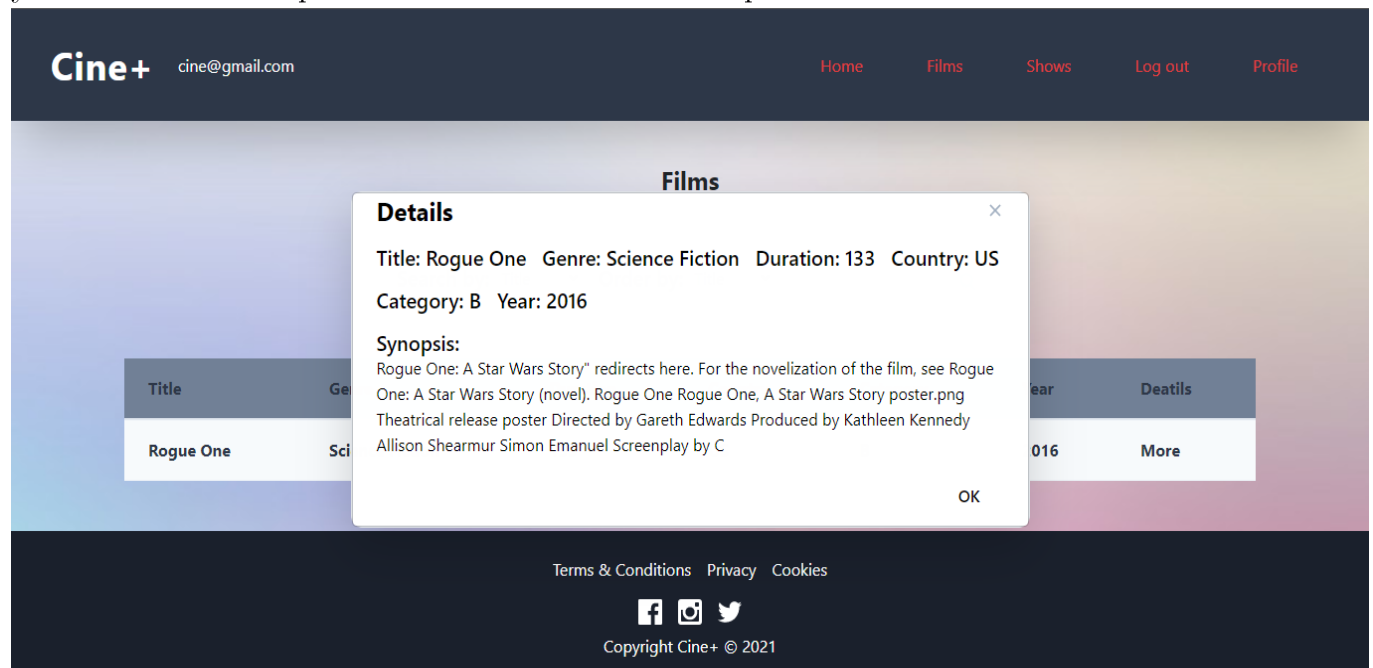 Cine+ cine@gmail.com Home Films Shows Log out Profile
Films
Details ×
Title: Rogue One Genre: Science Fiction Duration: 133 Country: US
Category: B Year: 2016
Synopsis:
Rogue One: A Star Wars Story" redirects here. For the novelization of the film, see Rogue
One: A Star Wars Story (novel). Rogue One Rogue One, A Star Wars Story poster.png
Theatrical release poster Directed by Gareth Edwards Produced by Kathleen Kennedy
Allison Shearmur Simon Emanuel Screenplay by C
OK
Title Ge ear Deatils
Rogue One Sci 016 More
Terms & Conditions Privacy Cookies
Copyright Cine+ © 2021